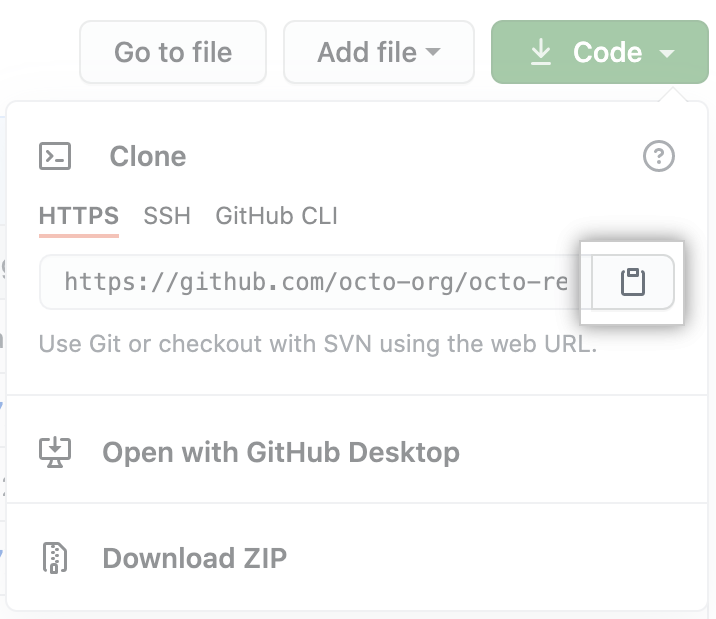 Go to file Add file Code
Clone
HTTPS SSH GitHub CLI
https://github.com/octo-org/octo-re
Use Git or checkout with SVN using the web URL.
Open with GitHub Desktop
Download ZIP